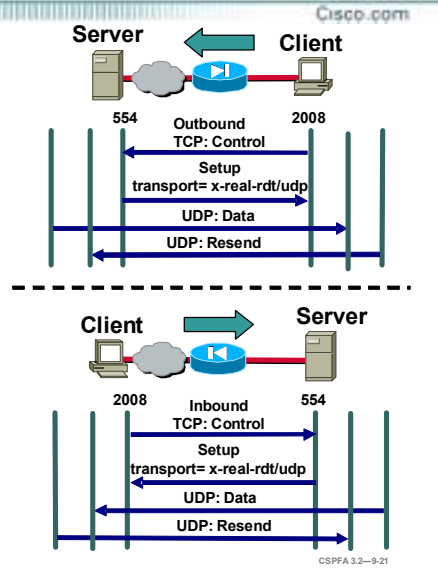 Cisco.com
Server
Client
554
2008
Outbound
TCP: Control
Setup
transport= x-real-rdt/udp
UDP: Data
UDP: Resend
Client
Server
2008
554
Inbound
TCP: Control
Setup
transport= x-real-rdt/udp
UDP: Data
UDP: Resend
CSPFA 3.2—9-21